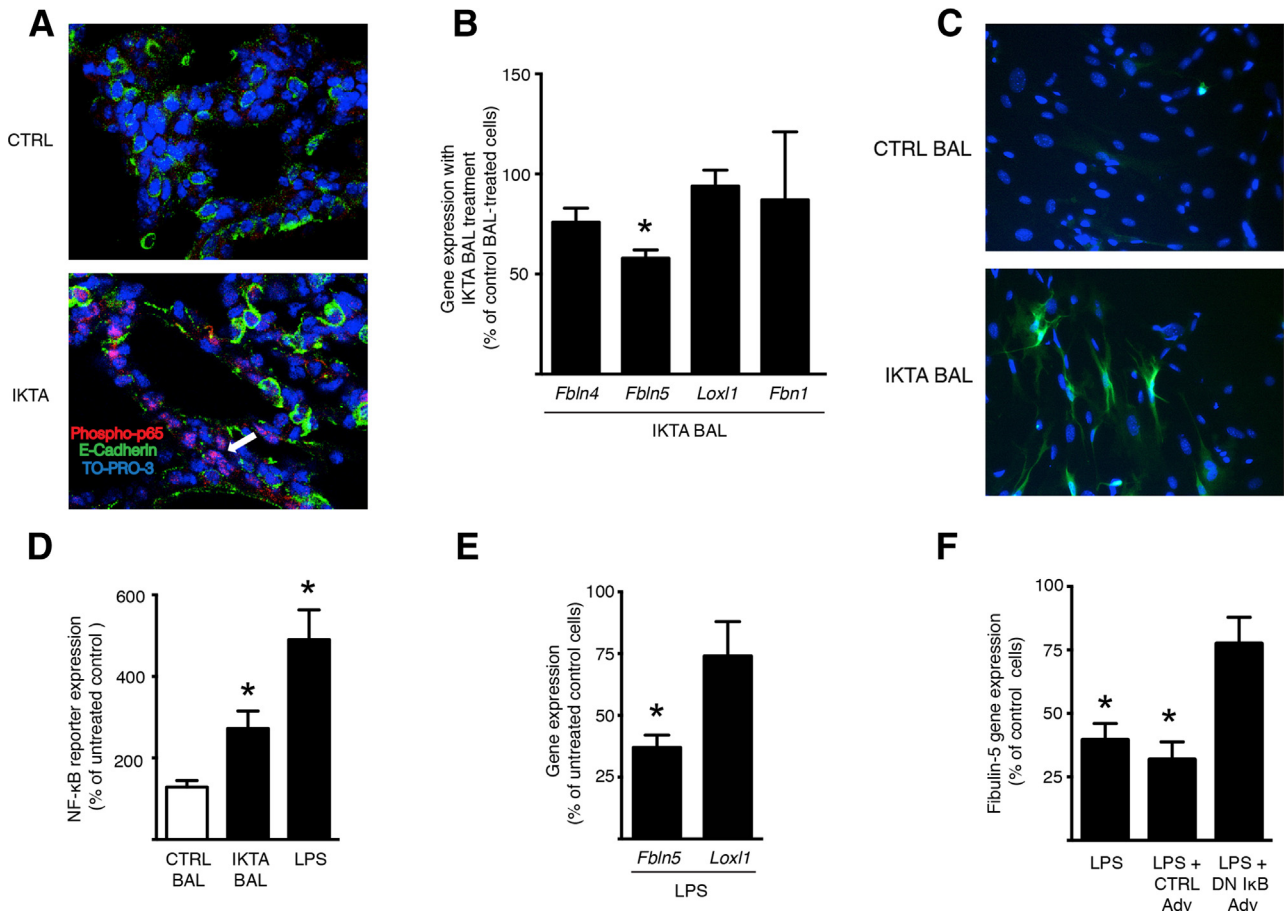 A
CTRL
IKTA
Phospho-p65
E-Cadherin
TO-PRO-3
B
Gene expression with
IKTA BAL treatment
(% of control BAL-treated cells)
150
100
50
*
Fbln4 Fbln5 Loxl1 Fbn1
IKTA BAL
C
CTRL BAL
IKTA BAL
D
NF-κB reporter expression
(% of untreated control )
600
400
200
*
*
CTRL BAL
IKTA BAL
LPS
E
Gene expression
(% of untreated control cells)
100
75
50
25
*
Fbln5 Loxl1
LPS
F
Fibulin-5 gene expression
(% of control cells)
100
75
50
25
*
*
LPS
LPS +
CTRL
Adv
LPS +
DN IκB
Adv